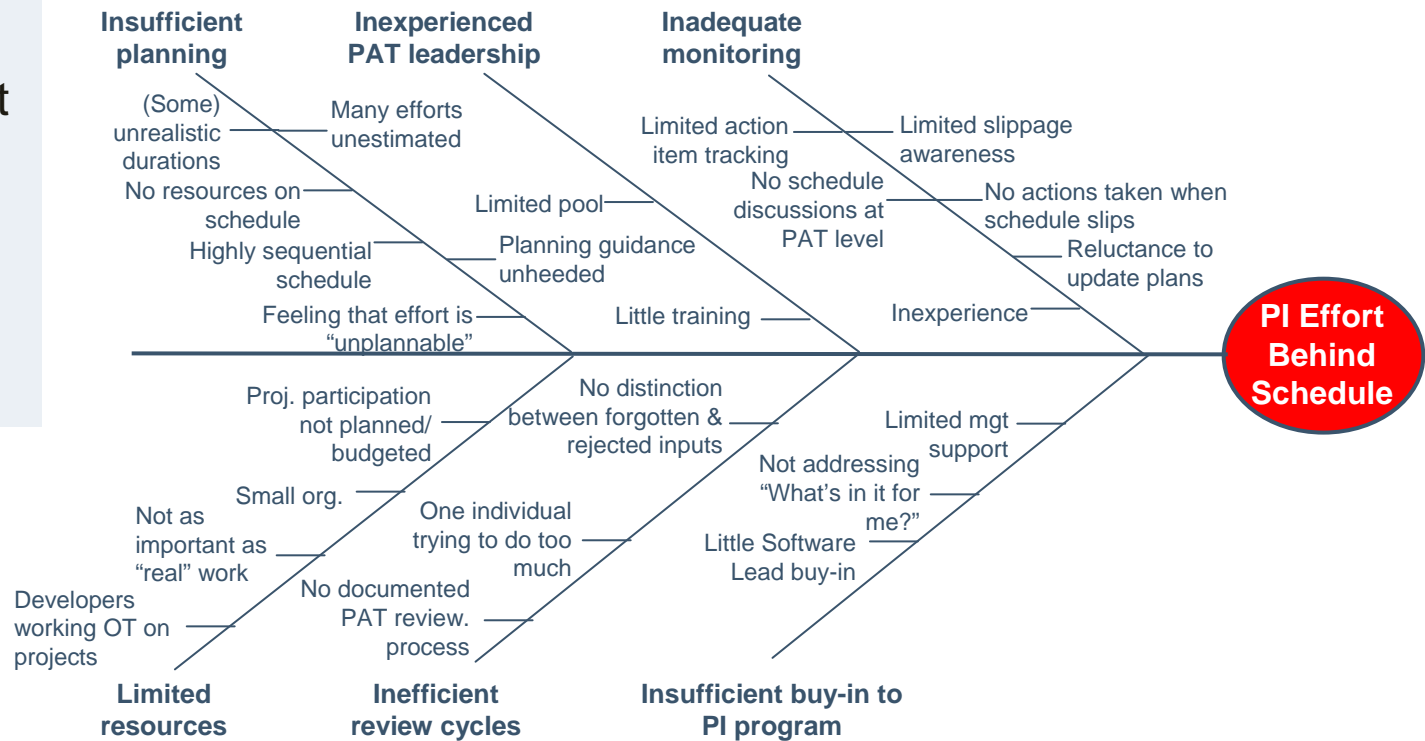 t
Insufficient
planning
Inexperienced
PAT leadership
Inadequate
monitoring
(Some)
unrealistic
durations
Many efforts
unestimated
No resources on
schedule
Highly sequential
schedule
Planning guidance
unheeded
Feeling that effort is
“unplannable”
Limited pool
Little training
Limited action
item tracking
Limited slippage
awareness
No schedule
discussions at
PAT level
No actions taken when
schedule slips
Reluctance to
update plans
Inexperience
PI Effort
Behind
Schedule
Proj. participation
not planned/
budgeted
Small org.
Not as
important as
“real” work
Developers
working OT on
projects
No distinction
between forgotten &
rejected inputs
One individual
trying to do too
much
No documented
PAT review.
process
Limited mgt
support
Not addressing
“What’s in it for
me?”
Little Software
Lead buy-in
Limited
resources
Inefficient
review cycles
Insufficient buy-in to
PI program